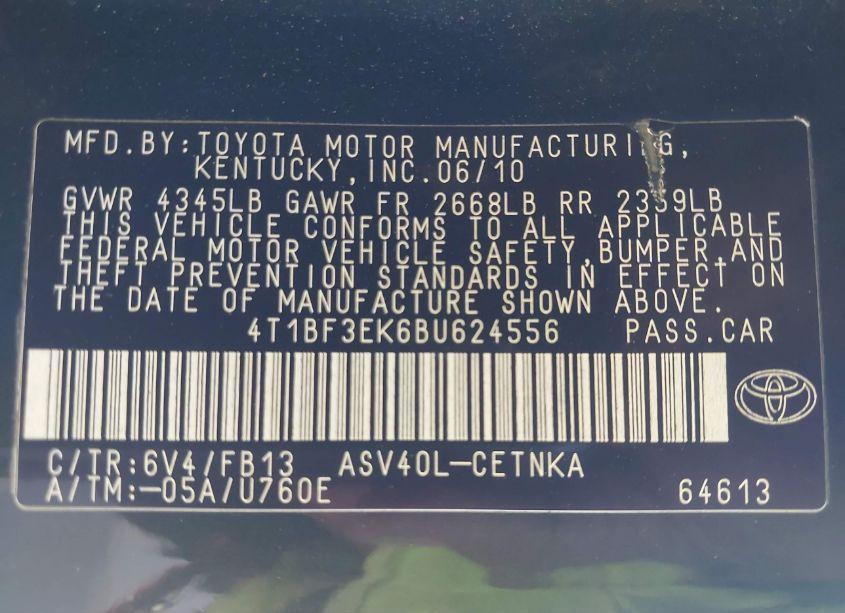 MFD.BY:TOYOTA MOTOR MANUFACTURING,
KENTUCKY,INC.06/10
GVWR 4345LB GAWR FR 2668LB RR 2339LB
THIS VEHICLE CONFORMS TO ALL APPLICABLE
FEDERAL MOTOR VEHICLE SAFETY,BUMPER,AND
THEFT PREVENTION STANDARDS IN EFFECT ON
THE DATE OF MANUFACTURE SHOWN ABOVE.
4T1BF3EK6BU624556 PASS.CAR
C/TR:6V4/FB13 ASV40L-CETNKA
A/TM:-05A/U760E 64613